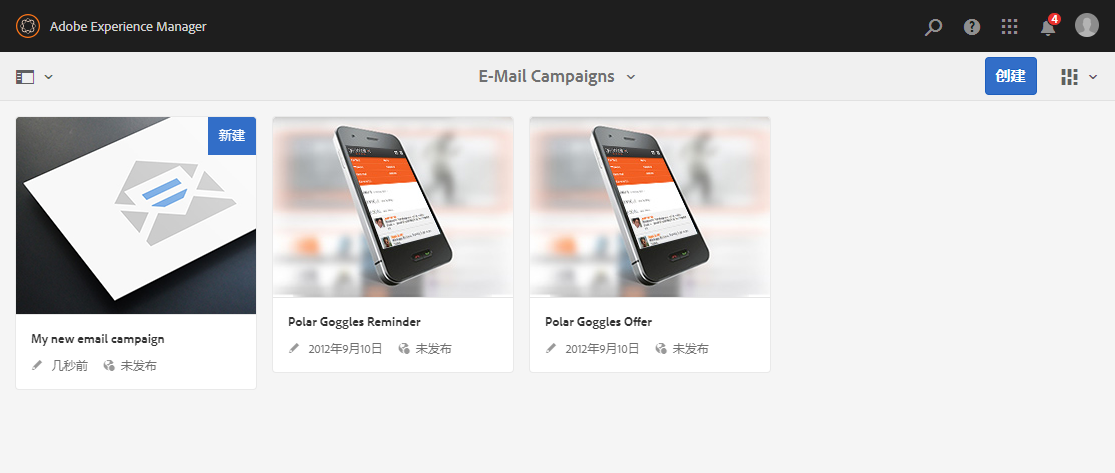 Adobe Experience Manager
4
E-Mail Campaigns
创建
新建
My new email campaign
几秒前 未发布
Polar Goggles Reminder
2012年9月10日 未发布
Polar Goggles Offer
2012年9月10日 未发布